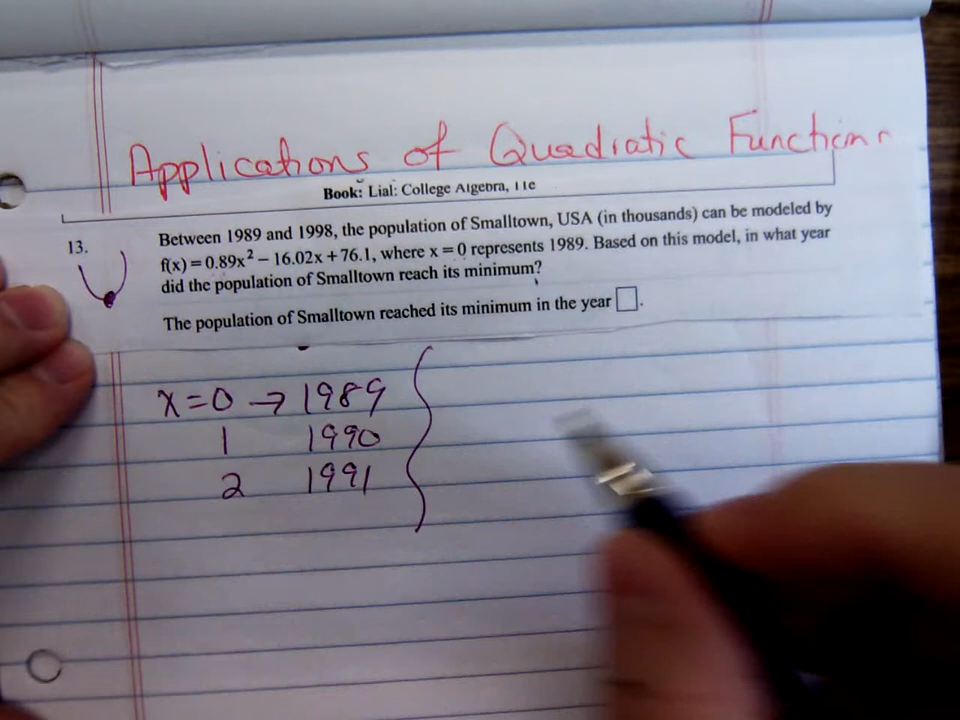 Applications of Quadratic Functions
Book: Lial: College Algebra, 11e
13. Between 1989 and 1998, the population of Smalltown, USA (in thousands) can be modeled by
f(x) = 0.89x² − 16.02x + 76.1, where x = 0 represents 1989. Based on this model, in what year
did the population of Smalltown reach its minimum?
The population of Smalltown reached its minimum in the year □.
x = 0 → 1989
1 1990
2 1991